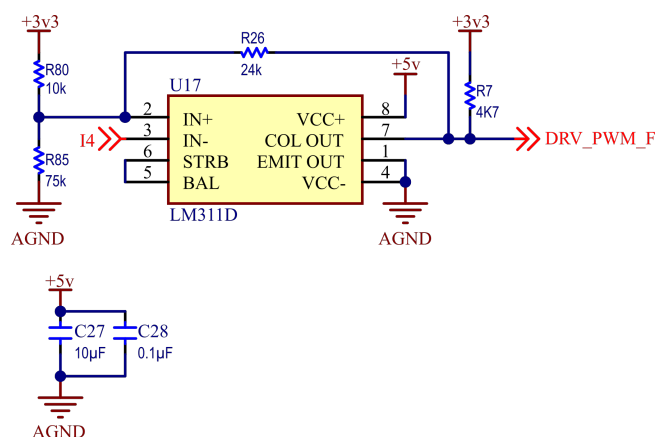 +3v3
+3v3
R26
24k
R80
10k
+5v
U17
R7
4K7
2 IN+ VCC+ 8
I4 3 IN- COL OUT 7 DRV_PWM_F
6 STRB EMIT OUT 1
5 BAL VCC- 4
R85
75k
LM311D
AGND
AGND
+5v
C27
10µF
C28
0.1µF
AGND